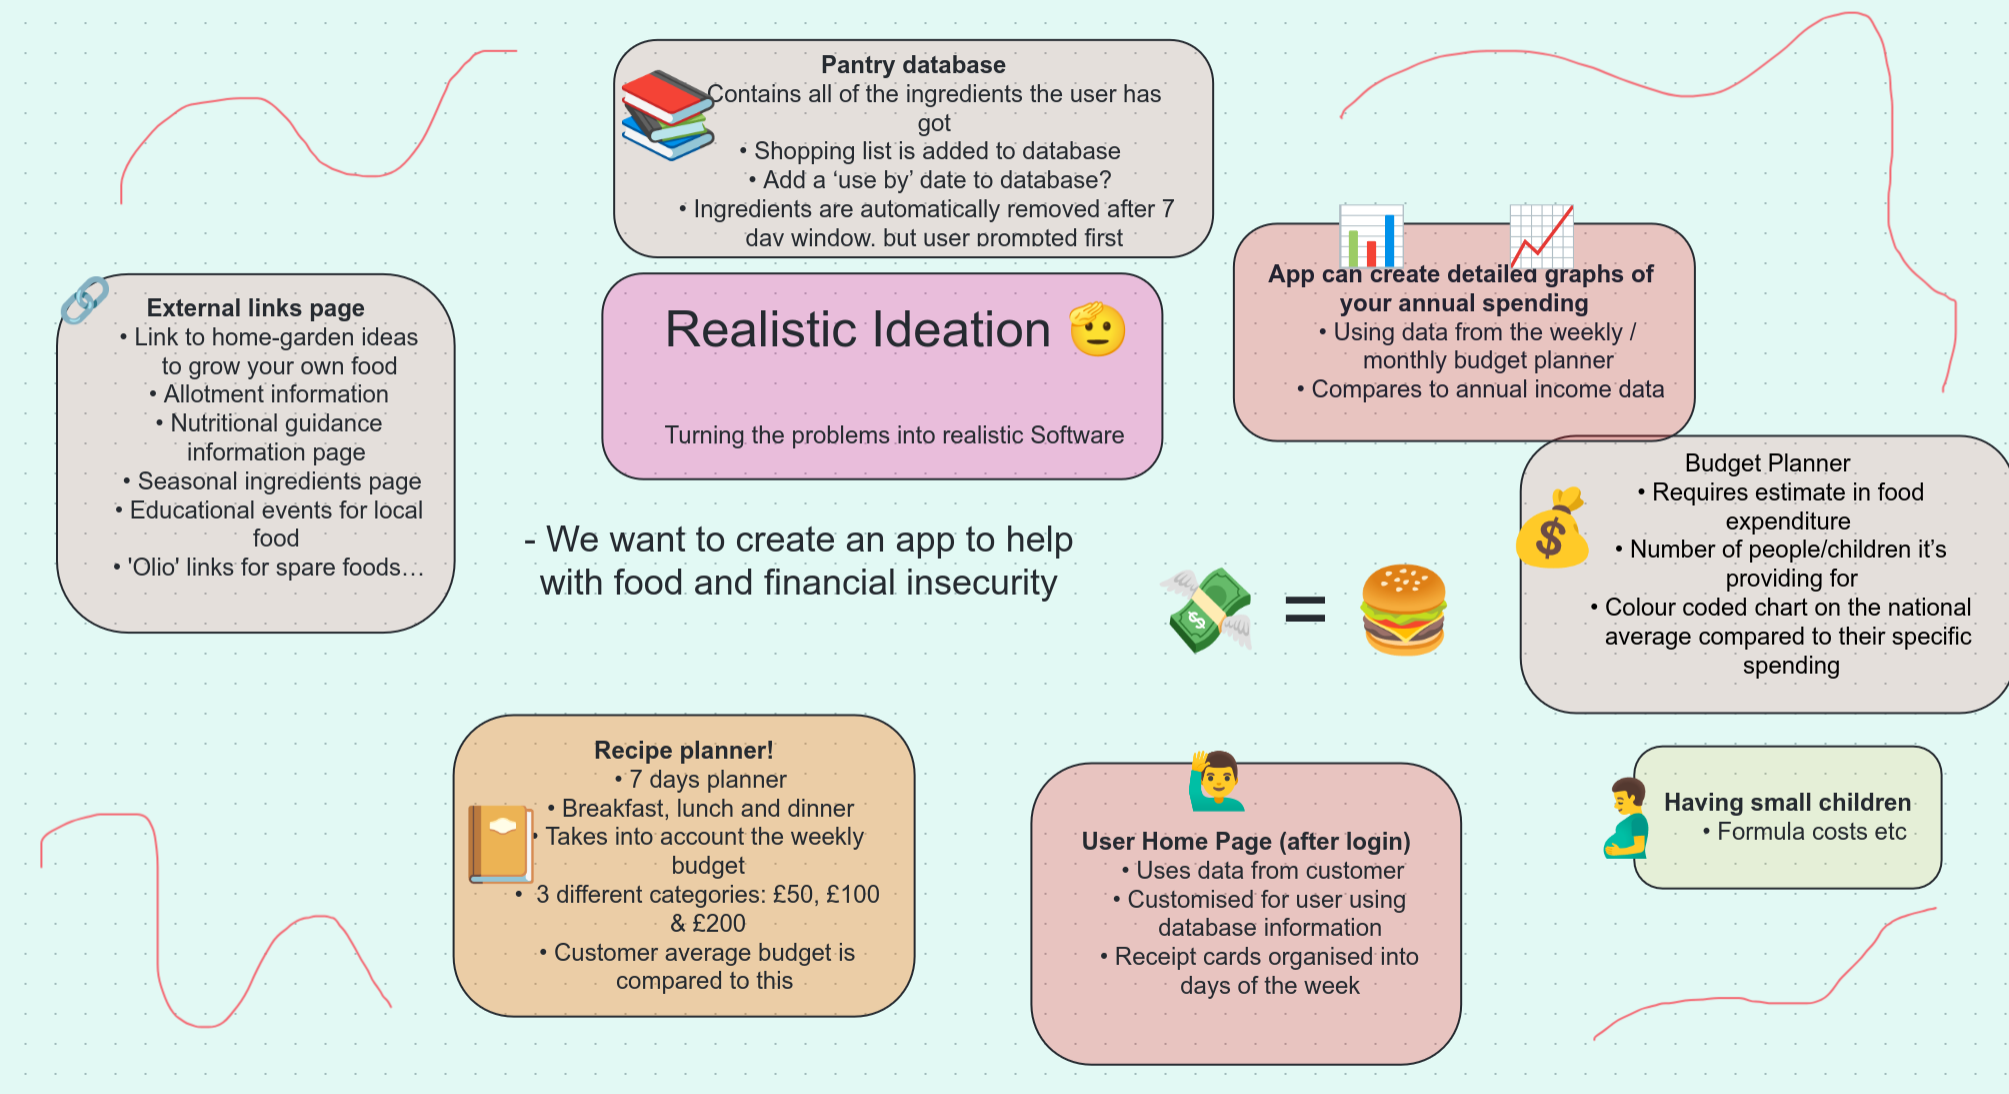 Pantry database
Contains all of the ingredients the user has
got
• Shopping list is added to database
• Add a ‘use by’ date to database?
• Ingredients are automatically removed after 7
day window, but user prompted first
External links page
• Link to home-garden ideas
to grow your own food
• Allotment information
• Nutritional guidance
information page
• Seasonal ingredients page
• Educational events for local
food
• 'Olio' links for spare foods…
Realistic Ideation
Turning the problems into realistic Software
App can create detailed graphs of
your annual spending
• Using data from the weekly /
monthly budget planner
• Compares to annual income data
Budget Planner
• Requires estimate in food
expenditure
• Number of people/children it’s
providing for
• Colour coded chart on the national
average compared to their specific
spending
- We want to create an app to help
with food and financial insecurity
=
Recipe planner!
• 7 days planner
• Breakfast, lunch and dinner
• Takes into account the weekly
budget
• 3 different categories: £50, £100
& £200
• Customer average budget is
compared to this
User Home Page (after login)
• Uses data from customer
• Customised for user using
database information
• Receipt cards organised into
days of the week
Having small children
• Formula costs etc